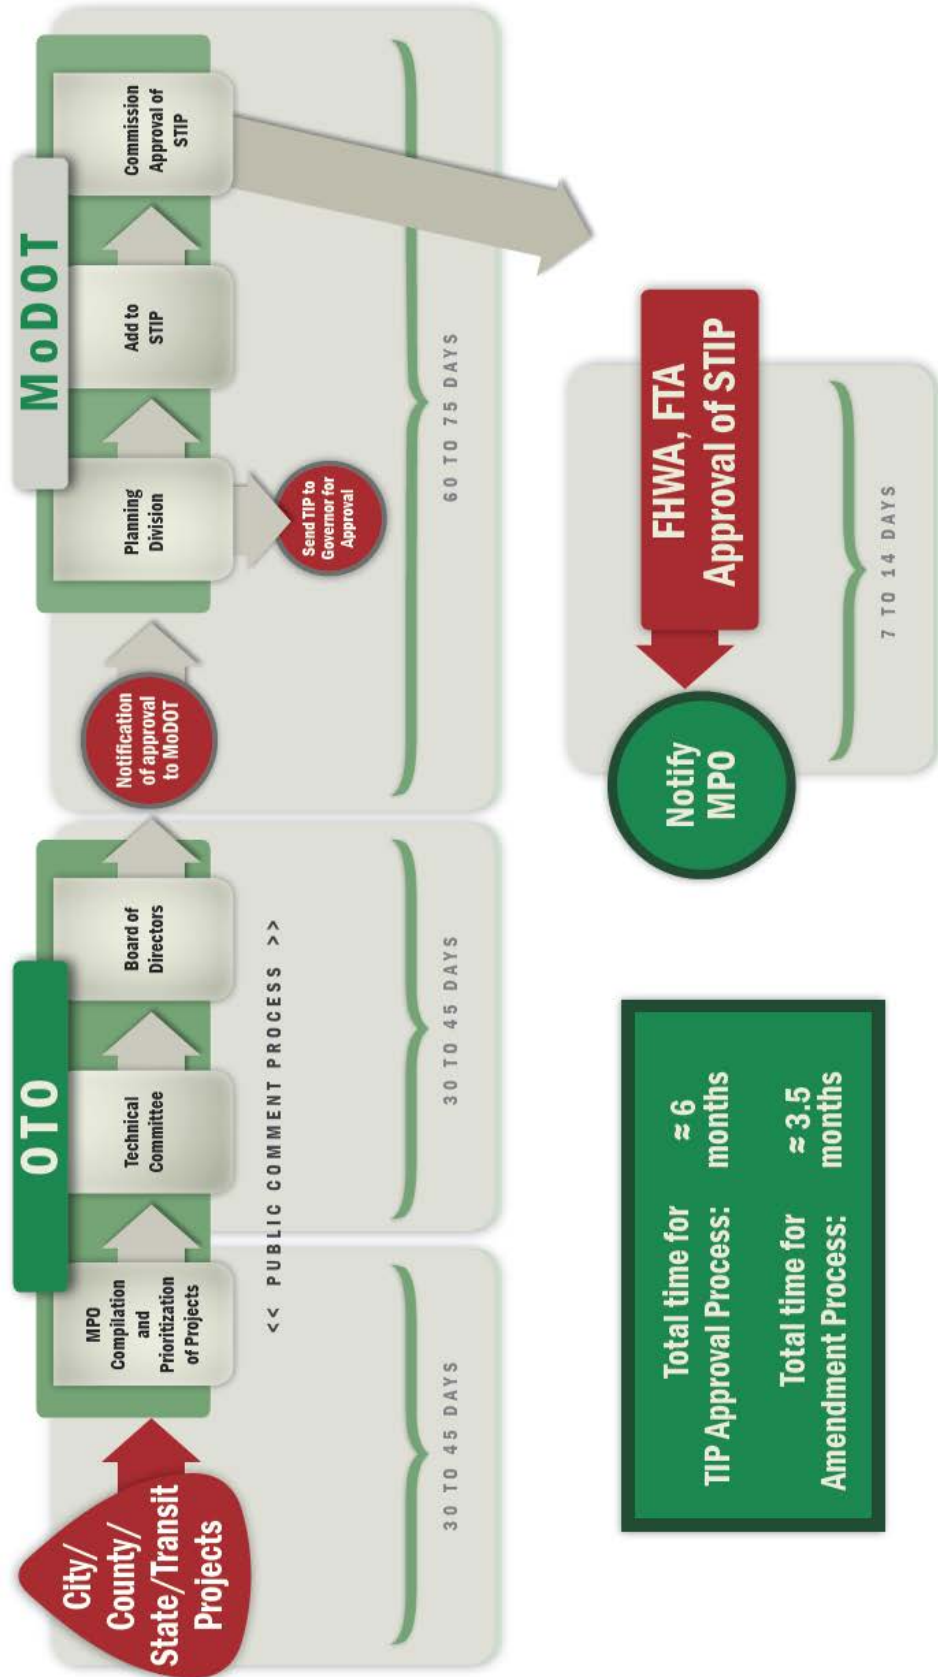 City/
County/
State/Transit
Projects
OTO
MPO
Compilation
and
Prioritization
of Projects
Technical
Committee
Board of
Directors
<< PUBLIC COMMENT PROCESS >>
30 TO 45 DAYS
30 TO 45 DAYS
Notification
of approval
to MoDOT
MoDOT
Planning
Division
Add to
STIP
Commission
Approval of
STIP
Send TIP to
Governor for
Approval
60 TO 75 DAYS
FHWA, FTA
Approval of STIP
Notify
MPO
7 TO 14 DAYS
Total time for ≈ 6
TIP Approval Process: months
Total time for ≈ 3.5
Amendment Process: months